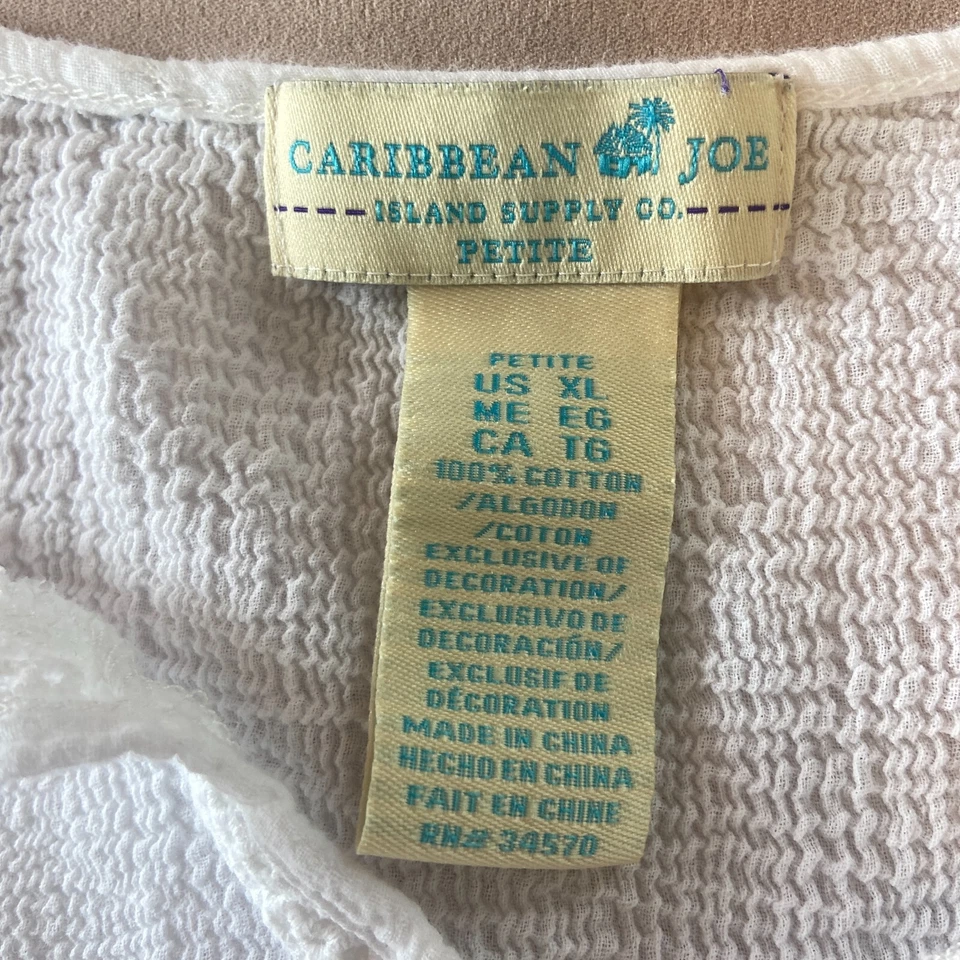 CARIBBEAN JOE
ISLAND SUPPLY CO.
PETITE
PETITE
US XL
ME EG
CA TG
100% COTTON
/ALGODON
/COTON
EXCLUSIVE OF
DECORATION/
EXCLUSIVO DE
DECORACIÓN/
EXCLUSIF DE
DÉCORATION
MADE IN CHINA
HECHO EN CHINA
FAIT EN CHINE
RN# 34570